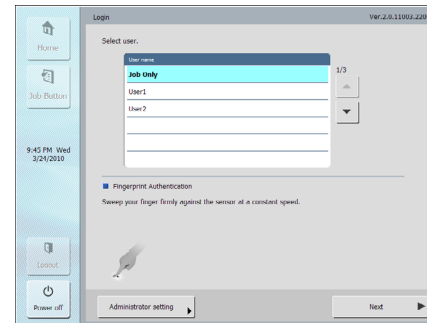 Login
Ver.2.0.11003.220
Home
Job Button
9:45 PM Wed
3/24/2010
Logout
Power off
Select user.
User name
Job Only
User1
User2
1/3
Fingerprint Authentication
Sweep your finger firmly against the sensor at a constant speed.
Administrator setting
Next